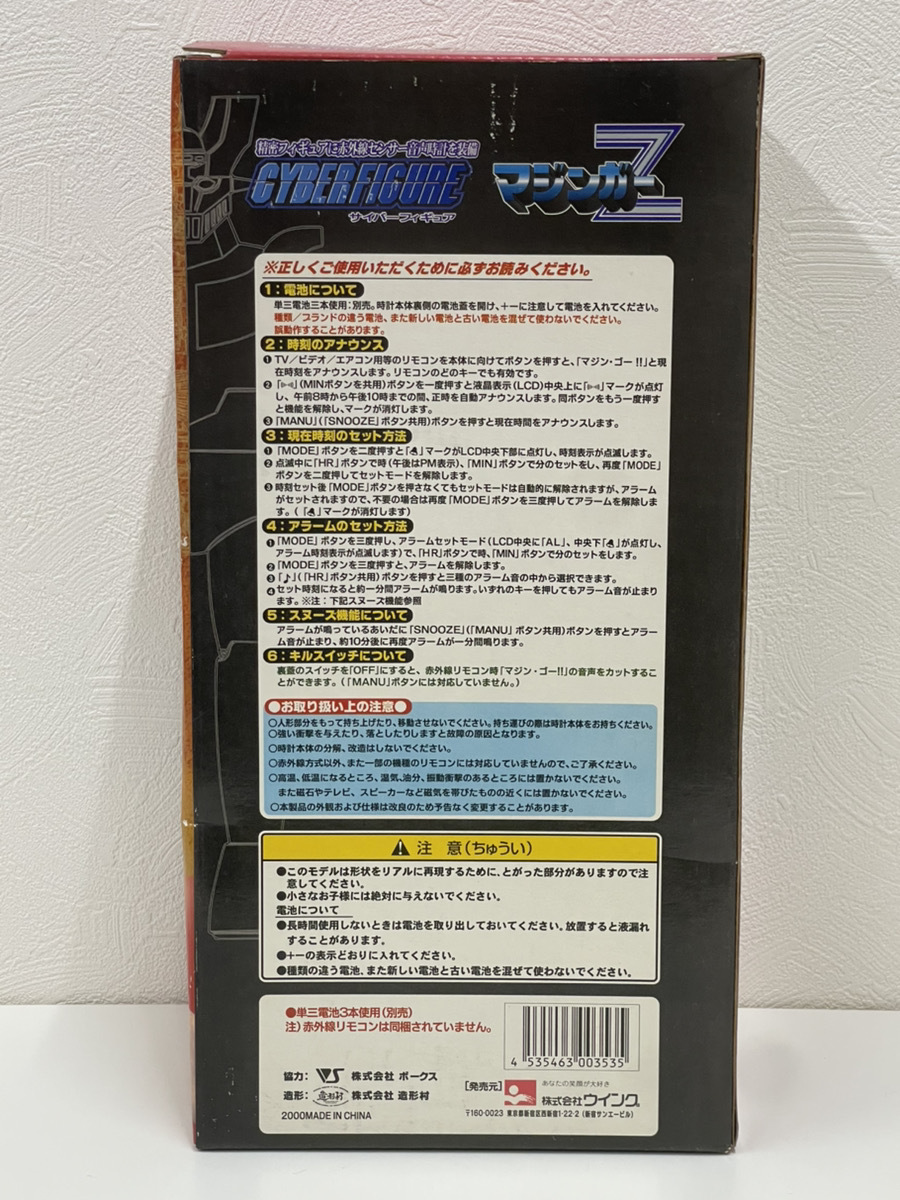 精密フィギュアに赤外線センサー音声時計を装備
CYBERFIGURE
サイバーフィギュア
マジンガーZ
※正しくご使用いただくために必ずお読みください。
1:電池について
単三電池三本使用:別売。時計本体裏側の電池蓋を開け、+ーに注意して電池を入れてください。
種類/ブランドの違う電池、また新しい電池と古い電池を混ぜて使わないでください。
誤動作することがあります。
2:時刻のアナウンス
❶ TV/ビデオ/エアコン用等のリモコンを本体に向けてボタンを押すと、「マジン・ゴー!!」と現
在時刻をアナウンスします。リモコンのどのキーでも有効です。
❷「」(MINボタンを共用)ボタンを一度押すと液晶表示(LCD)中央上に「」マークが点灯
し、午前8時から午後10時までの間、正時を自動アナウンスします。同ボタンをもう一度押す
と機能を解除し、マークが消灯します。
❸「MANU」(「SNOOZE」ボタン共用)ボタンを押すと現在時間をアナウンスします。
3:現在時刻のセット方法
❶「MODE」ボタンを二度押すと「🔔」マークがLCD中央下部に点灯し、時刻表示が点滅します。
❷ 点滅中に「HR」ボタンで時(午後はPM表示)、「MIN」ボタンで分のセットをし、再度「MODE」
ボタンを二度押してセットモードを解除します。
❸ 時刻セット後「MODE」ボタンを押さなくてもセットモードは自動的に解除されますが、アラーム
がセットされますので、不要の場合は再度「MODE」ボタンを三度押してアラームを解除しま
す。(「🔔」マークが消灯します)
4:アラームのセット方法
❶「MODE」ボタンを三度押し、アラームセットモード(LCD中央に「AL」、中央下「🔔」が点灯し、
アラーム時刻表示が点滅します)で、「HR」ボタンで時、「MIN」ボタンで分のセットをします。
❷「MODE」ボタンを三度押すと、アラームを解除します。
❸「♪」(「HR」ボタン共用)ボタンを押すと三種のアラーム音の中から選択できます。
❹ セット時刻になると約一分間アラームが鳴ります。いずれのキーを押してもアラーム音が止まり
ます。※注:下記スヌーズ機能参照
5:スヌーズ機能について
アラームが鳴っているあいだに「SNOOZE」(「MANU」ボタン共用)ボタンを押すとアラー
ム音が止まり、約10分後に再度アラームが一分間鳴ります。
6:キルスイッチについて
裏蓋のスイッチを「OFF」にすると、赤外線リモコン時「マジン・ゴー!!」の音声をカットするこ
とができます。(「MANU」ボタンには対応していません。)
●お取り扱い上の注意●
○人形部分をもって持ち上げたり、移動させないでください。持ち運びの際は時計本体をお持ちください。
○強い衝撃を与えたり、落としたりしますと故障の原因となります。
○時計本体の分解、改造はしないでください。
○赤外線方式以外、また一部の機種のリモコンには対応していませんので、ご了承ください。
○高温、低温になるところ、湿気、油分、振動衝撃のあるところには置かないでください。
また磁石やテレビ、スピーカーなど磁気を帯びたものの近くには置かないでください。
○本製品の外観および仕様は改良のため予告なく変更することがあります。
注 意(ちゅうい)
●このモデルは形状をリアルに再現するために、とがった部分がありますので注
意してください。
●小さなお子様には絶対に与えないでください。
電池について
●長時間使用しないときは電池を取り出しておいてください。放置すると液漏れ
することがあります。
●+ーの表示どおりに入れてください。
●種類の違う電池、また新しい電池と古い電池を混ぜて使わないでください。
●単三電池3本使用(別売)
注)赤外線リモコンは同梱されていません。
4 535463 003535
協力: VS 株式会社 ボークス
造形: 造形村 株式会社 造形村
2000MADE IN CHINA
[発売元]
あなたの笑顔が大好き
株式会社ウイング
〒160-0023 東京都新宿区西新宿1-22-2(新宿サンエービル)